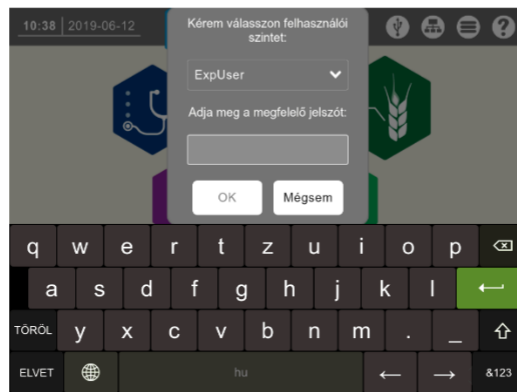 10:38 2019-06-12
Kérem válasszon felhasználói
szintet:
ExpUser
Adja meg a megfelelő jelszót:
OK Mégsem
q w e r t z u i o p
a s d f g h j k l
TÖRÖL y x c v b n m . _
ELVET hu &123